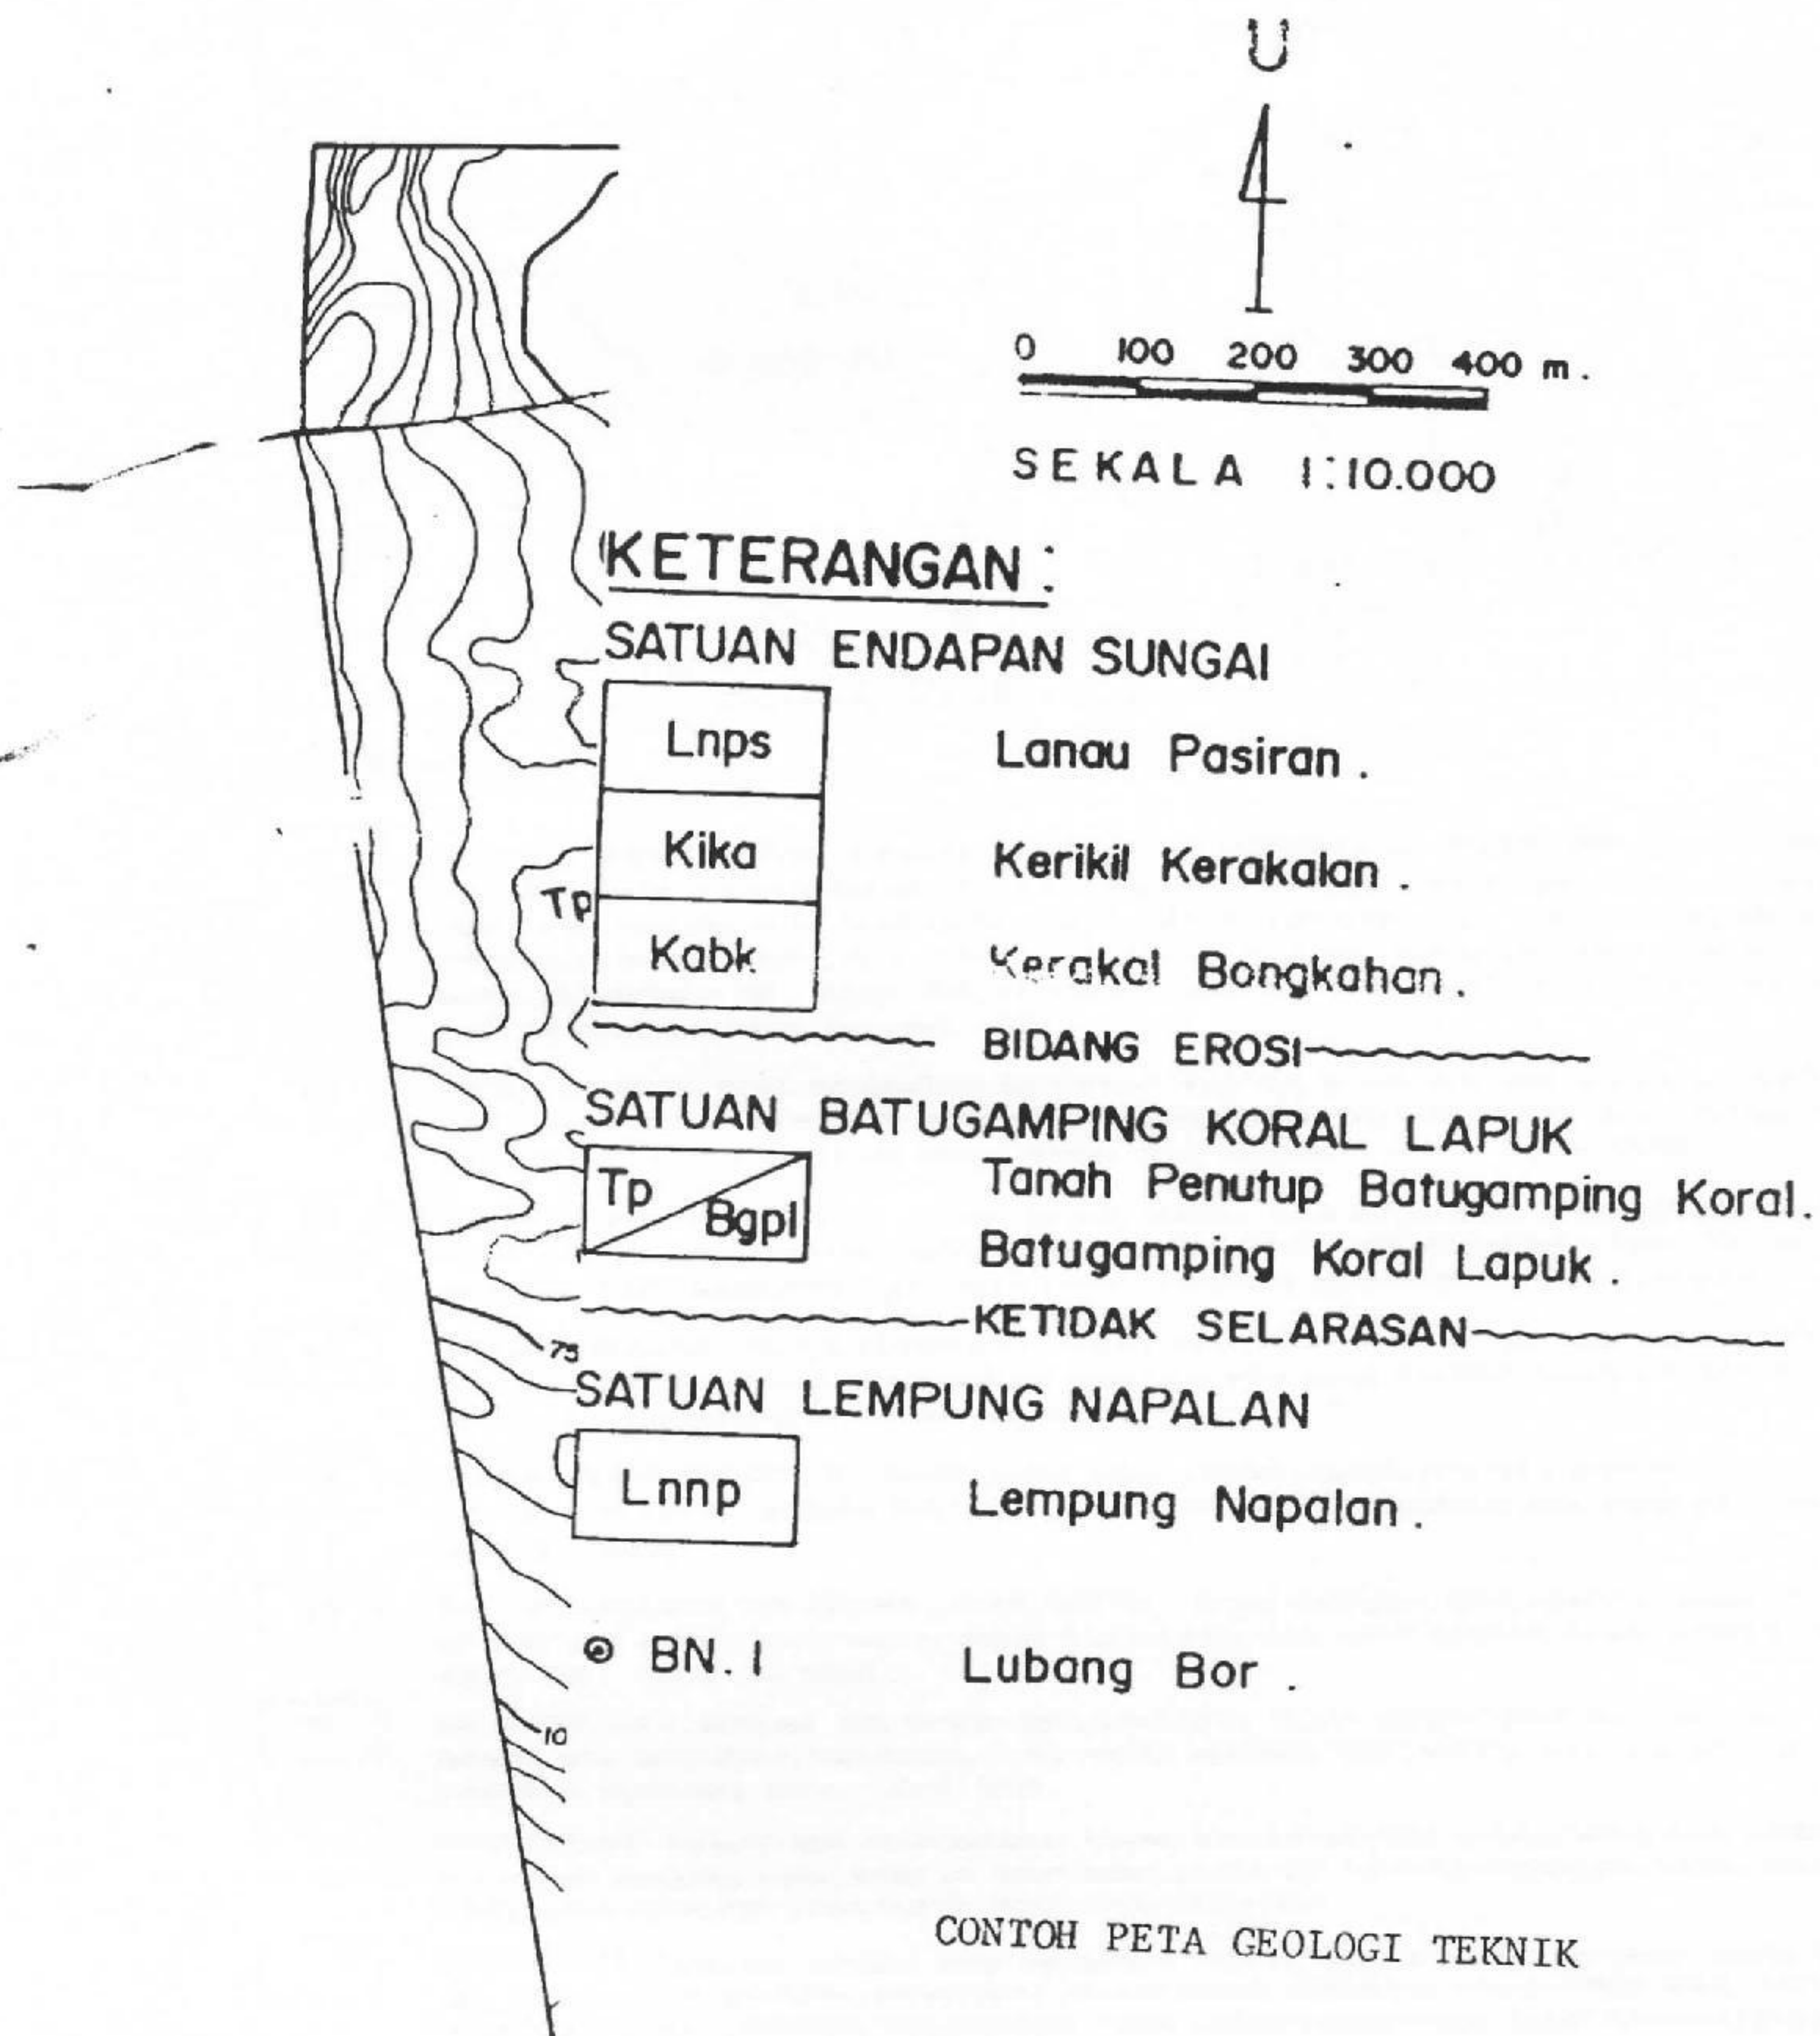 U
0 100 200 300 400 m.
SEKALA 1:10.000
KETERANGAN :
SATUAN ENDAPAN SUNGAI
Lnps Lanau Pasiran.
Kika Kerikil Kerakalan.
Tp
Kabk Kerakal Bongkahan.
BIDANG EROSI
SATUAN BATUGAMPING KORAL LAPUK
Tp Tanah Penutup Batugamping Koral.
Bgpl Batugamping Koral Lapuk.
KETIDAK SELARASAN
75
SATUAN LEMPUNG NAPALAN
Lnnp Lempung Napalan.
BN. 1 Lubang Bor.
10
CONTOH PETA GEOLOGI TEKNIK